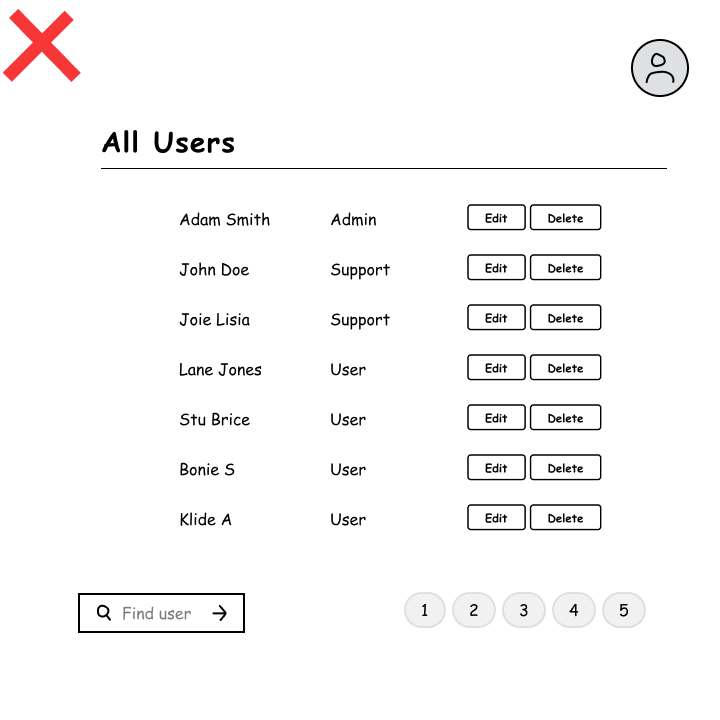 All Users
Adam Smith Admin Edit Delete
John Doe Support Edit Delete
Joie Lisia Support Edit Delete
Lane Jones User Edit Delete
Stu Brice User Edit Delete
Bonie S User Edit Delete
Klide A User Edit Delete
Find user 1 2 3 4 5